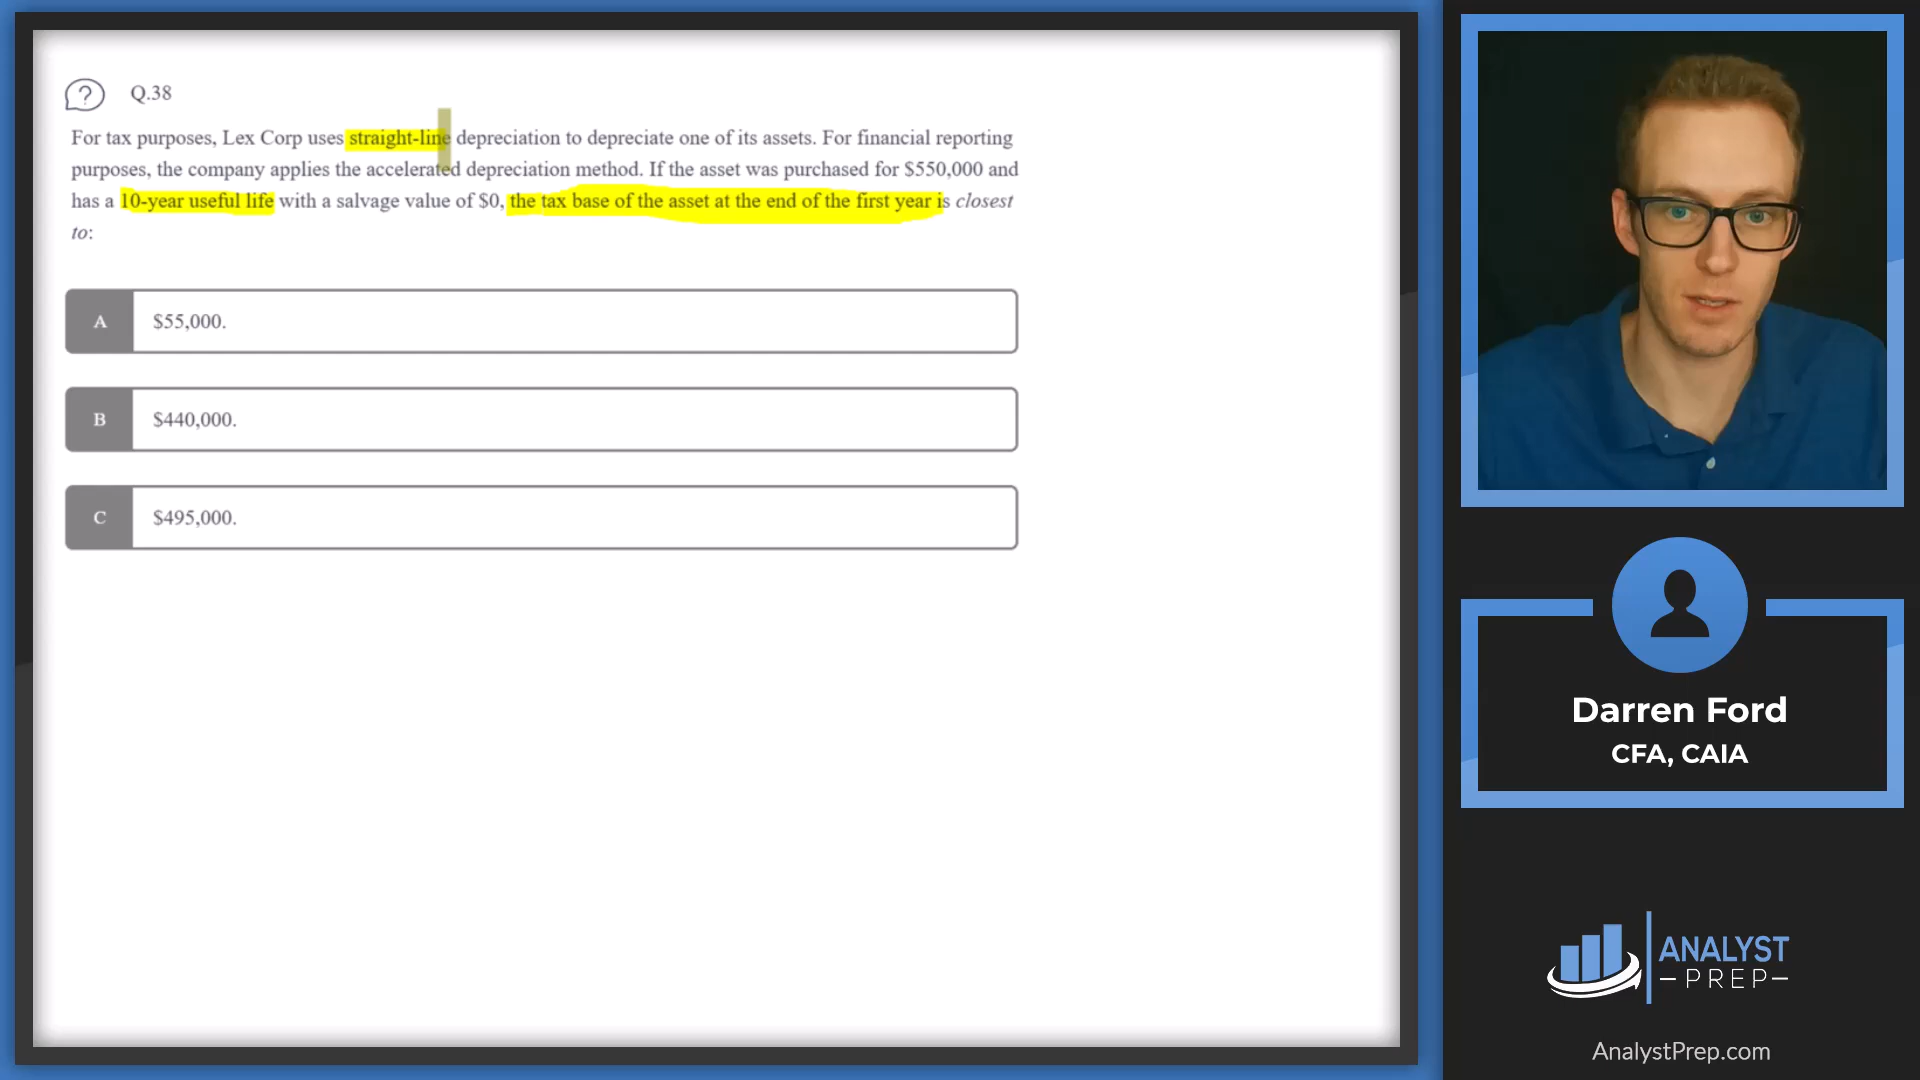 Q.38
For tax purposes, Lex Corp uses straight-line depreciation to depreciate one of its assets. For financial reporting
purposes, the company applies the accelerated depreciation method. If the asset was purchased for $550,000 and
has a 10-year useful life with a salvage value of $0, the tax base of the asset at the end of the first year is closest
to:
A $55,000.
B $440,000.
C $495,000.
Darren Ford
CFA, CAIA
ANALYST
PREP
AnalystPrep.com